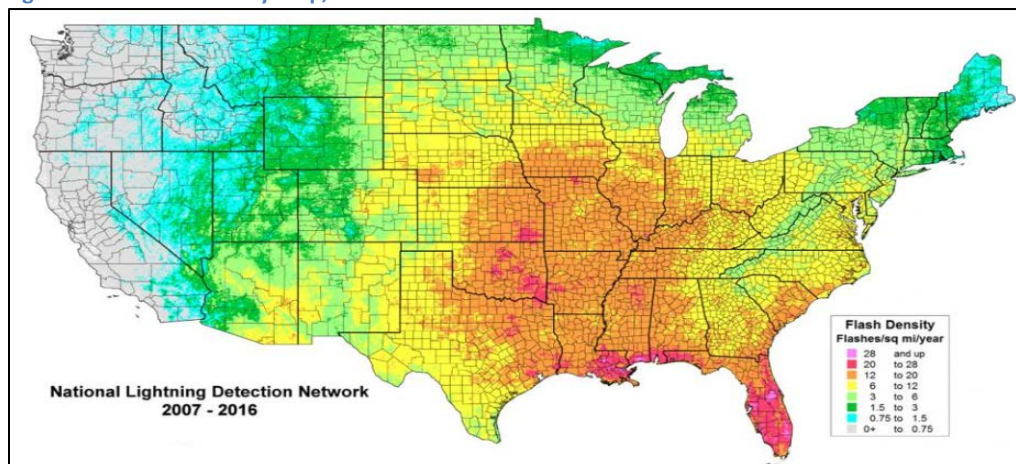 National Lightning Detection Network
2007 - 2016
Flash Density
Flashes/sq mi/year
28 and up
20 to 28
12 to 20
6 to 12
3 to 6
1.5 to 3
0.75 to 1.5
0+ to 0.75